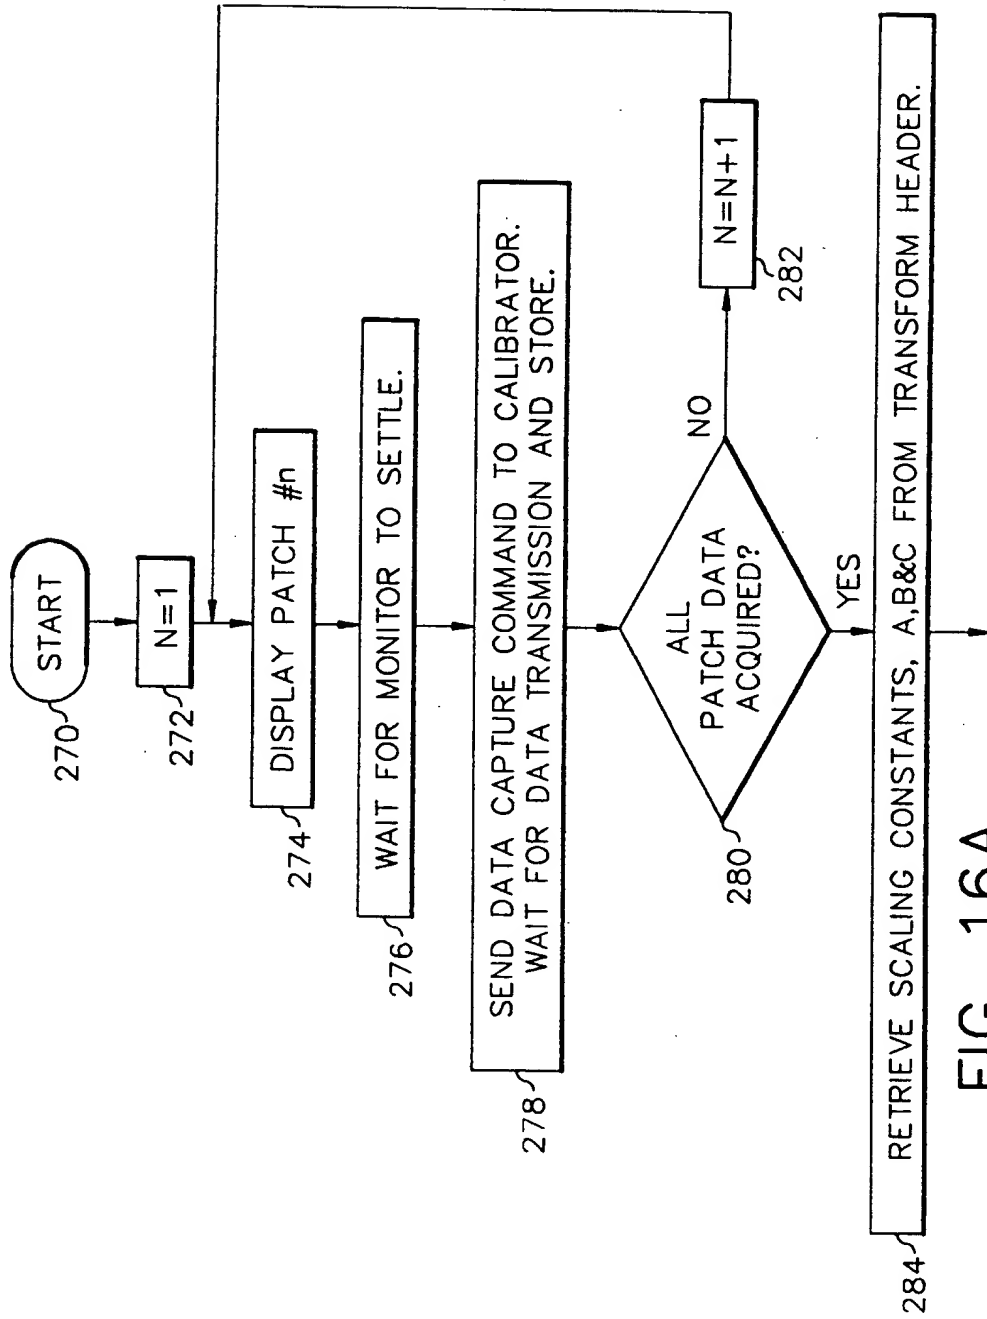 START
270
N=1
272
DISPLAY PATCH #n
274
WAIT FOR MONITOR TO SETTLE.
276
SEND DATA CAPTURE COMMAND TO CALIBRATOR.
WAIT FOR DATA TRANSMISSION AND STORE.
278
ALL
PATCH DATA
ACQUIRED?
280
NO
N=N+1
282
YES
RETRIEVE SCALING CONSTANTS, A,B&C FROM TRANSFORM HEADER.
284
FIG. 16A